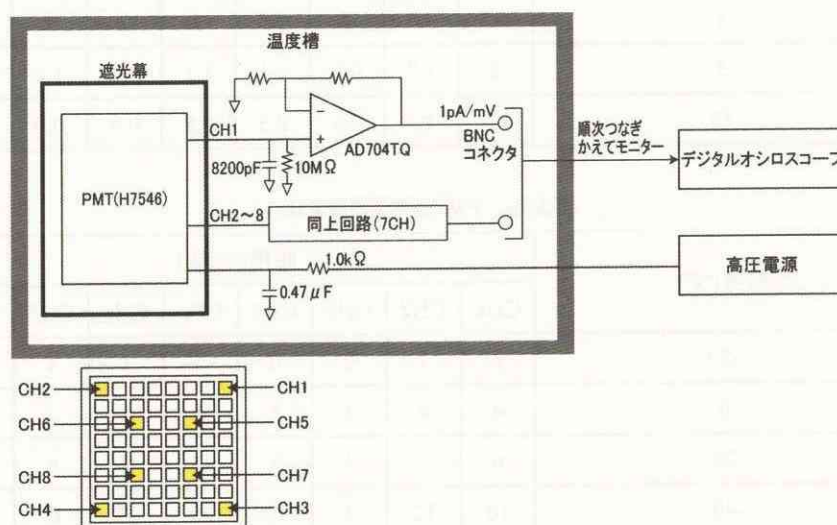 温度槽
遮光幕
CH1
1pA/mV
BNC
コネクタ
順次つなぎ
かえてモニター
デジタルオシロスコープ
AD704TQ
8200pF
10MΩ
PMT(H7546)
CH2～8
同上回路(7CH)
1.0kΩ
高圧電源
0.47μF
CH2
CH1
CH6
CH5
CH8
CH7
CH4
CH3